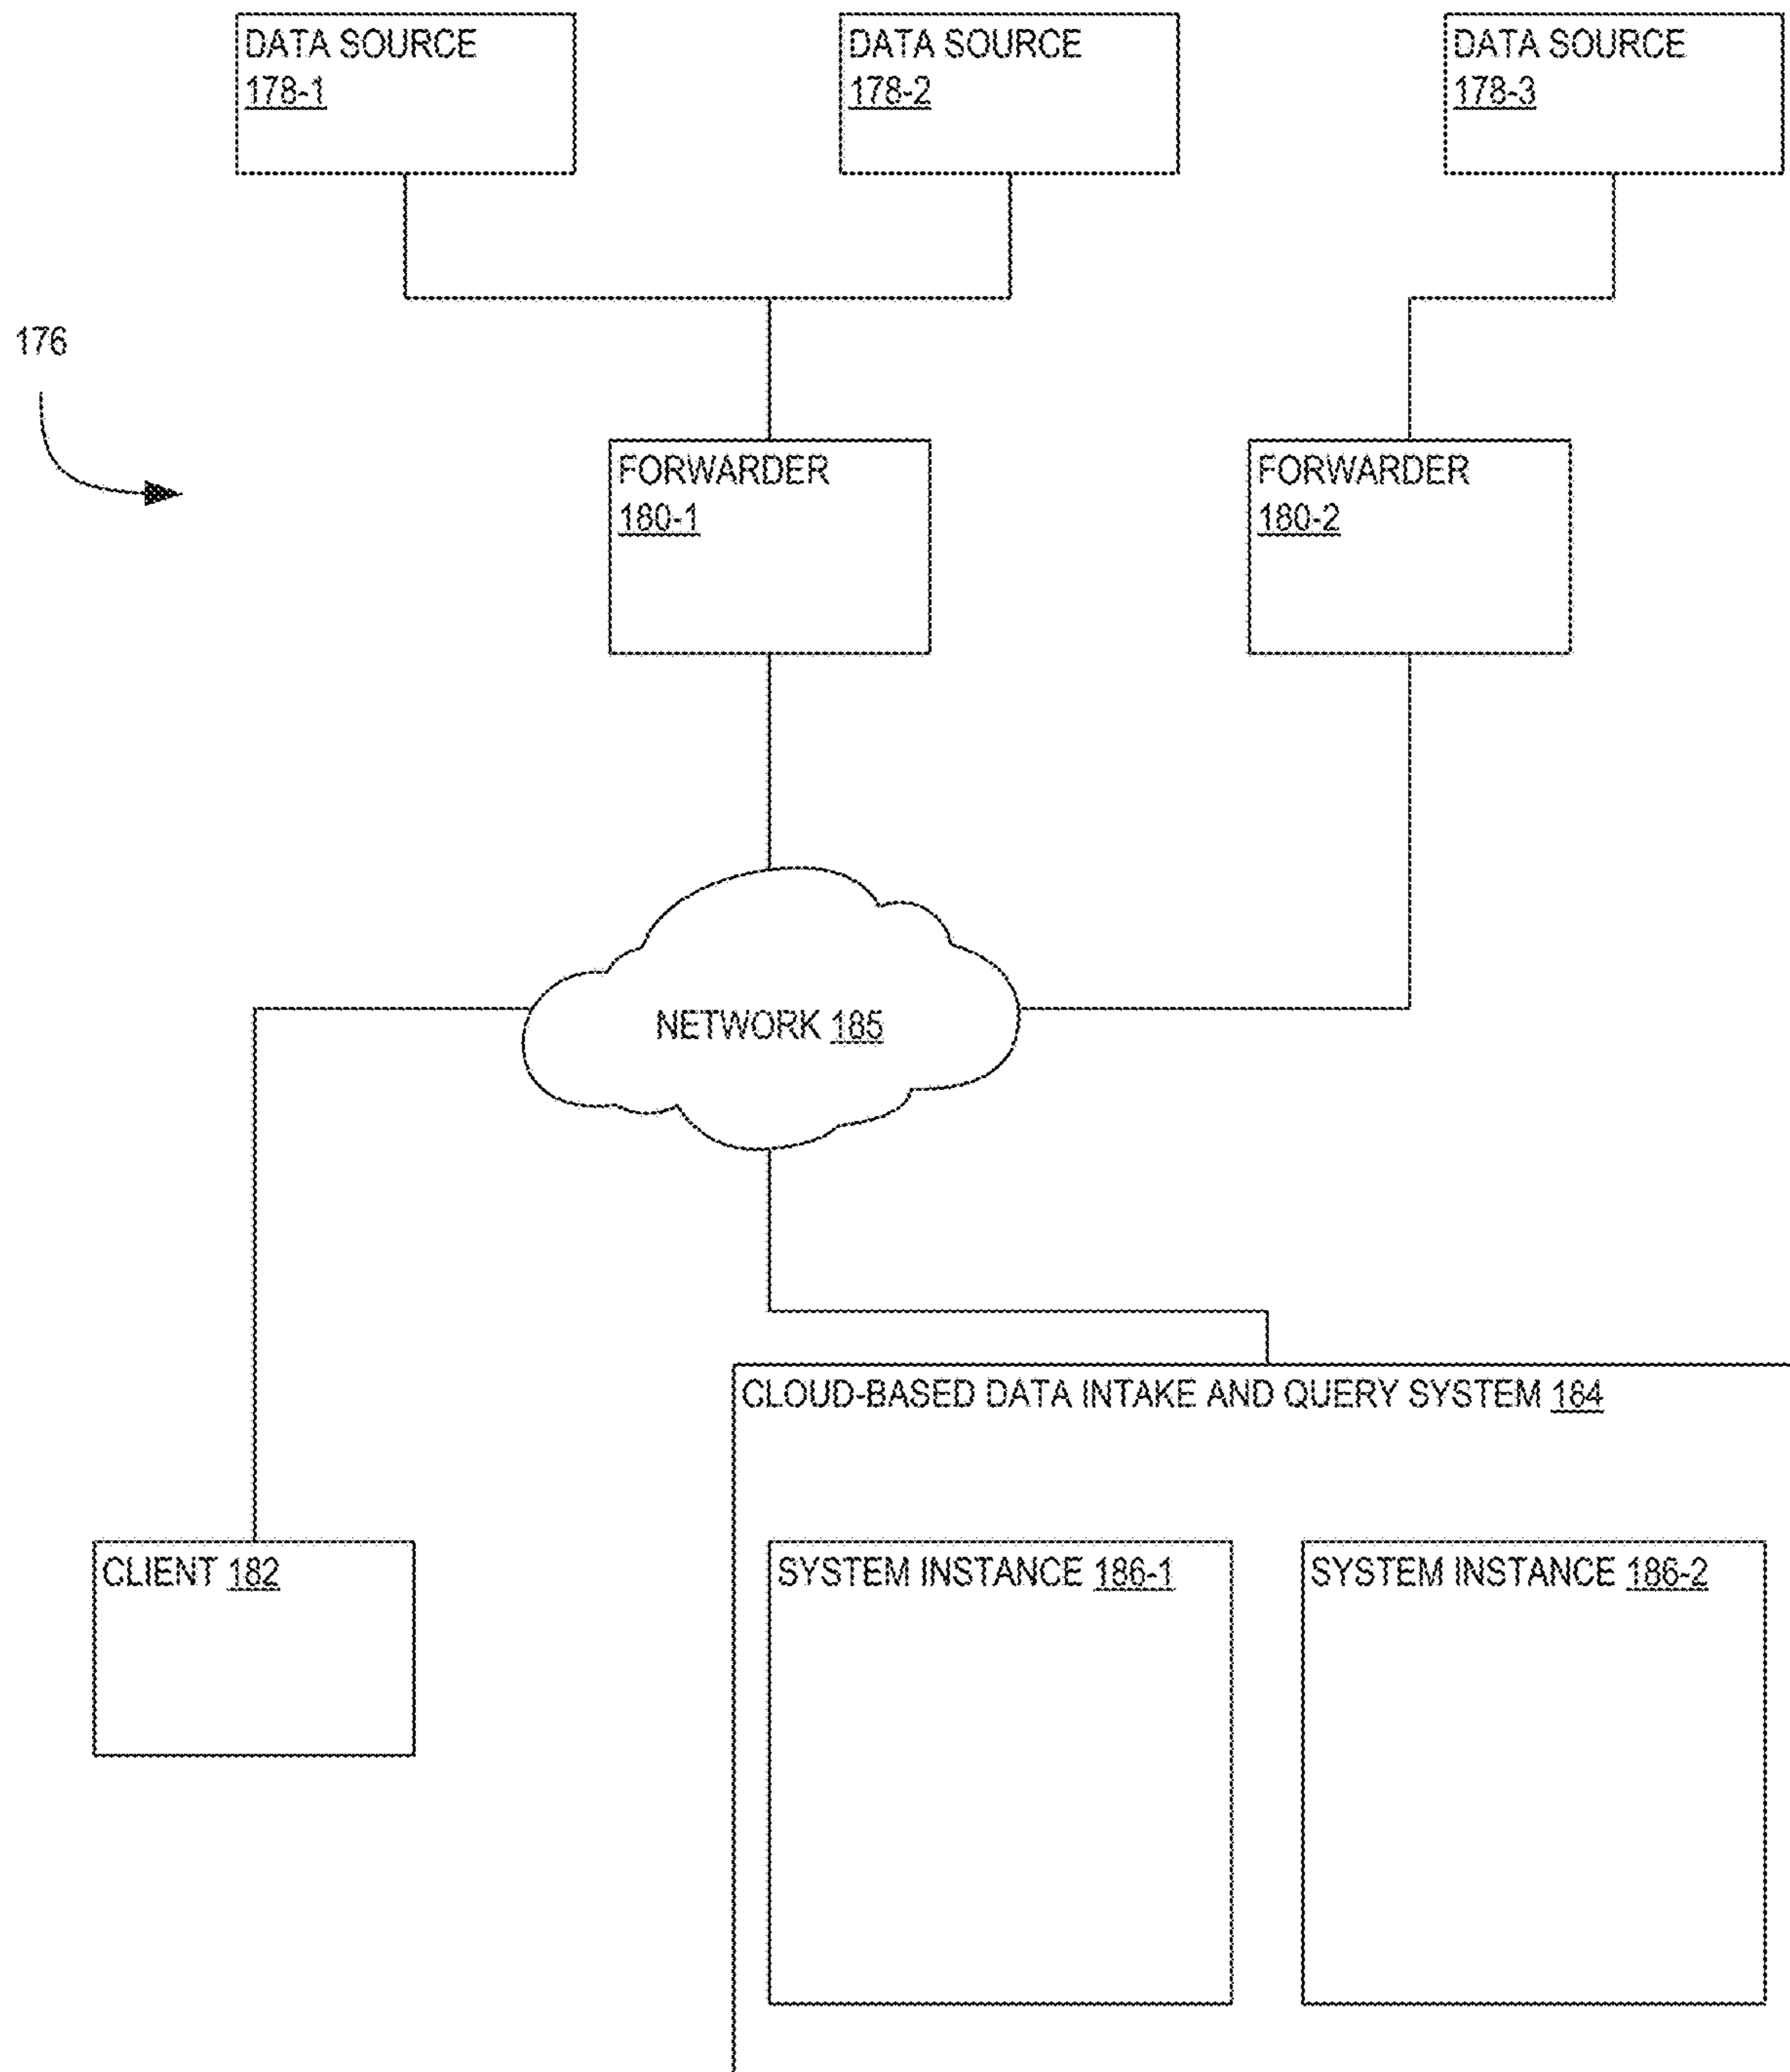 DATA SOURCE
178-1
DATA SOURCE
178-2
DATA SOURCE
178-3
176
FORWARDER
180-1
FORWARDER
180-2
NETWORK 185
CLOUD-BASED DATA INTAKE AND QUERY SYSTEM 184
CLIENT 182
SYSTEM INSTANCE 186-1
SYSTEM INSTANCE 186-2